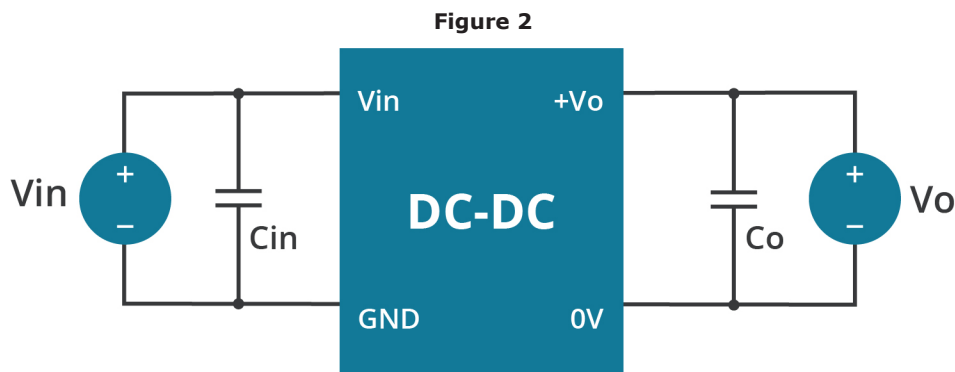 Figure 2
Vin +Vo
Vin + − Cin DC-DC Co + − Vo
GND 0V